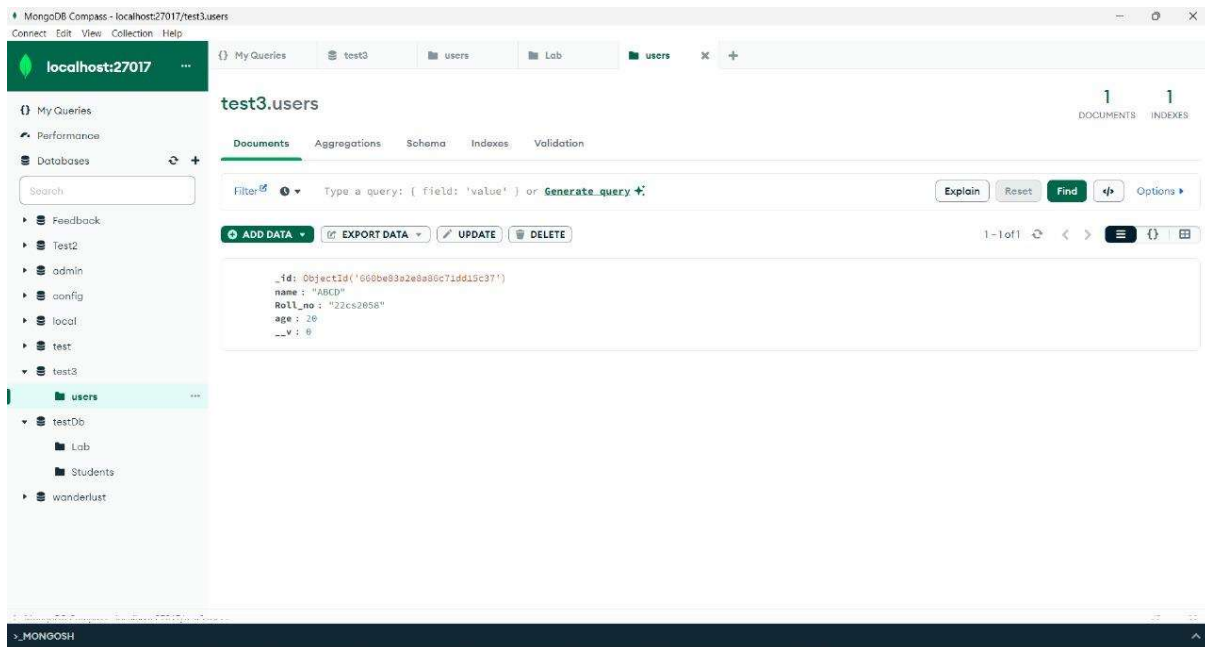 MongoDB Compass - localhost:27017/test3.users
Connect Edit View Collection Help
localhost:27017 ...
{} My Queries test3 users Lab users × +
{} My Queries
Performance
Databases
Search
Feedback
Test2
admin
config
local
test
test3
users ...
testDb
Lab
Students
wanderlust
test3.users
1 DOCUMENTS 1 INDEXES
Documents Aggregations Schema Indexes Validation
Filter Type a query: { field: 'value' } or Generate query
Explain Reset Find </> Options
ADD DATA EXPORT DATA UPDATE DELETE
1-1 of 1 {}
_id: ObjectId(
name : "ABCD"
Roll_no : "22cs2058"
age : 20
__v : 0
>_MONGOSH